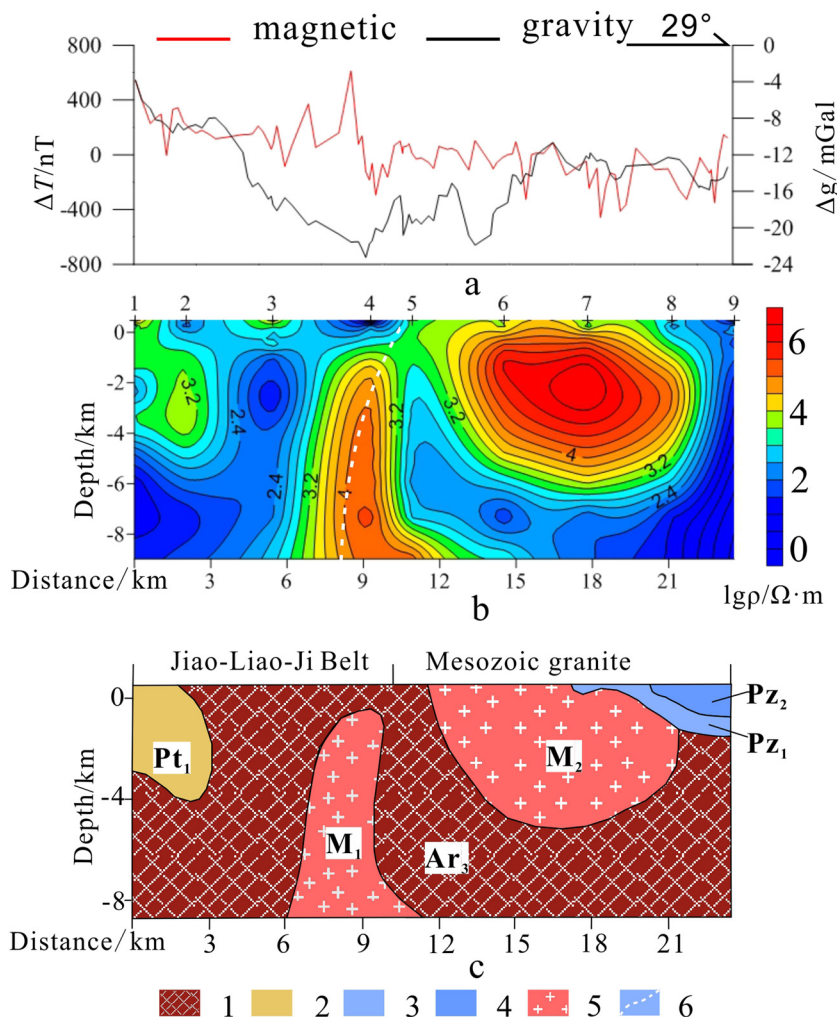 magnetic gravity 29°
800 0
400 -4
0 -8
-400 -12
-800 -16
-20
-24
ΔT/nT
Δg/mGal
a
1 2 3 4 5 6 7 8 9
0
-2
-4
-6
-8
Depth/km
3.2 2.4 2.4 3.2 4 3.2 3.2 4 3.2 2.4
6
4
2
0
Distance/km 3 6 9 12 15 18 21
lgρ/Ω·m
b
Jiao-Liao-Ji Belt Mesozoic granite
0
-4
-8
Depth/km
Pt₁
M₁
Ar₃
M₂
Pz₂
Pz₁
Distance/km 3 6 9 12 15 18 21
c
1 2 3 4 5 6